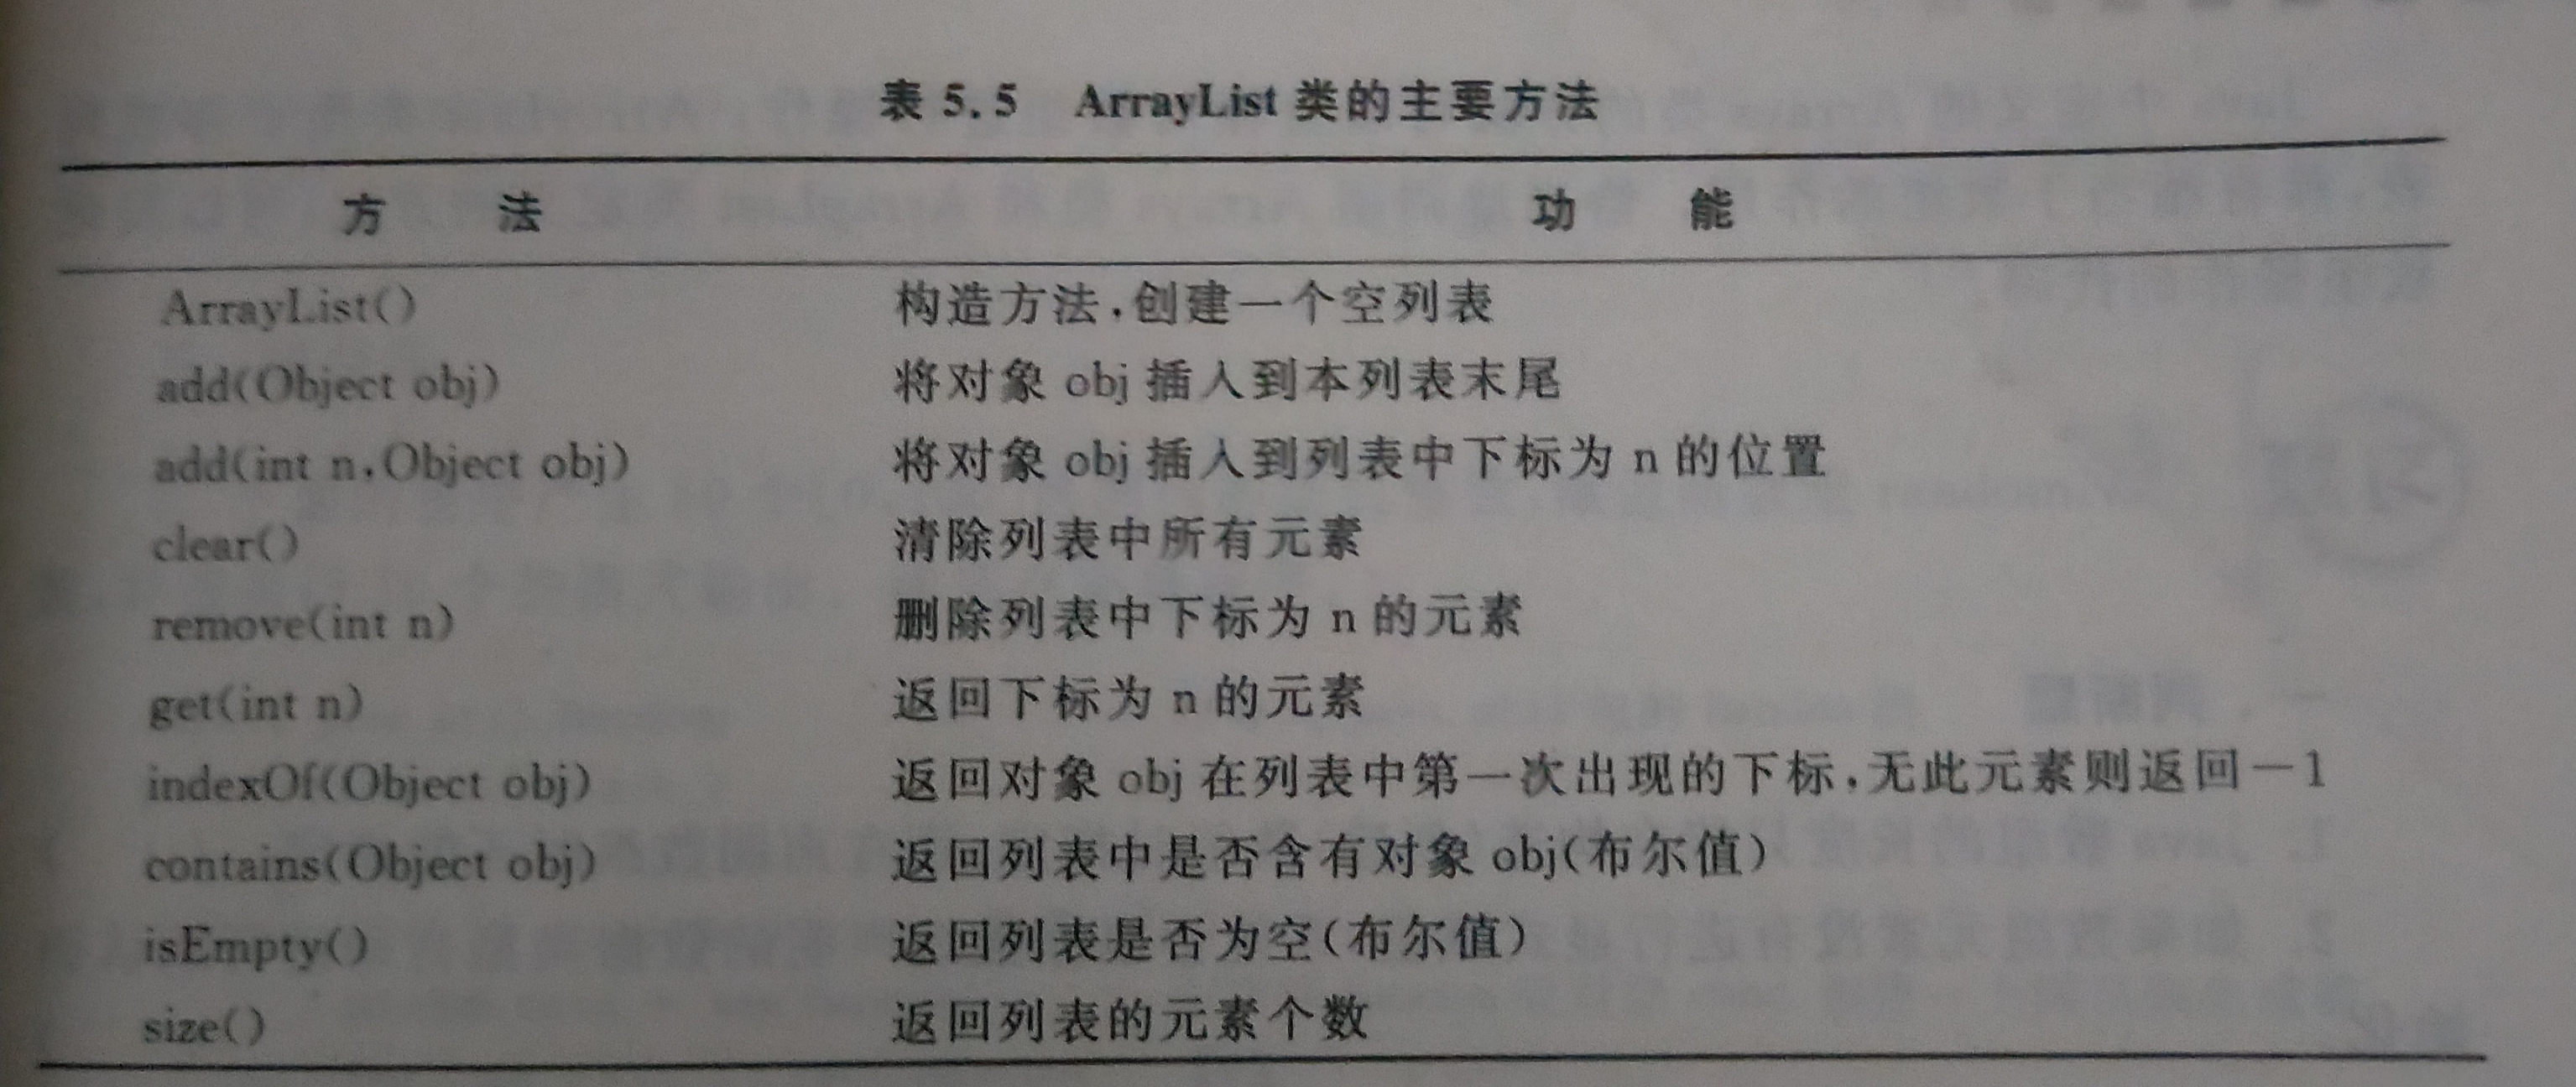 表 5.5 ArrayList 类的主要方法
方 法 功 能
ArrayList() 构造方法,创建一个空列表
add(Object obj) 将对象 obj 插入到本列表末尾
add(int n,Object obj) 将对象 obj 插入到列表中下标为 n 的位置
clear() 清除列表中所有元素
remove(int n) 删除列表中下标为 n 的元素
get(int n) 返回下标为 n 的元素
indexOf(Object obj) 返回对象 obj 在列表中第一次出现的下标,无此元素则返回-1
contains(Object obj) 返回列表中是否含有对象 obj(布尔值)
isEmpty() 返回列表是否为空(布尔值)
size() 返回列表的元素个数